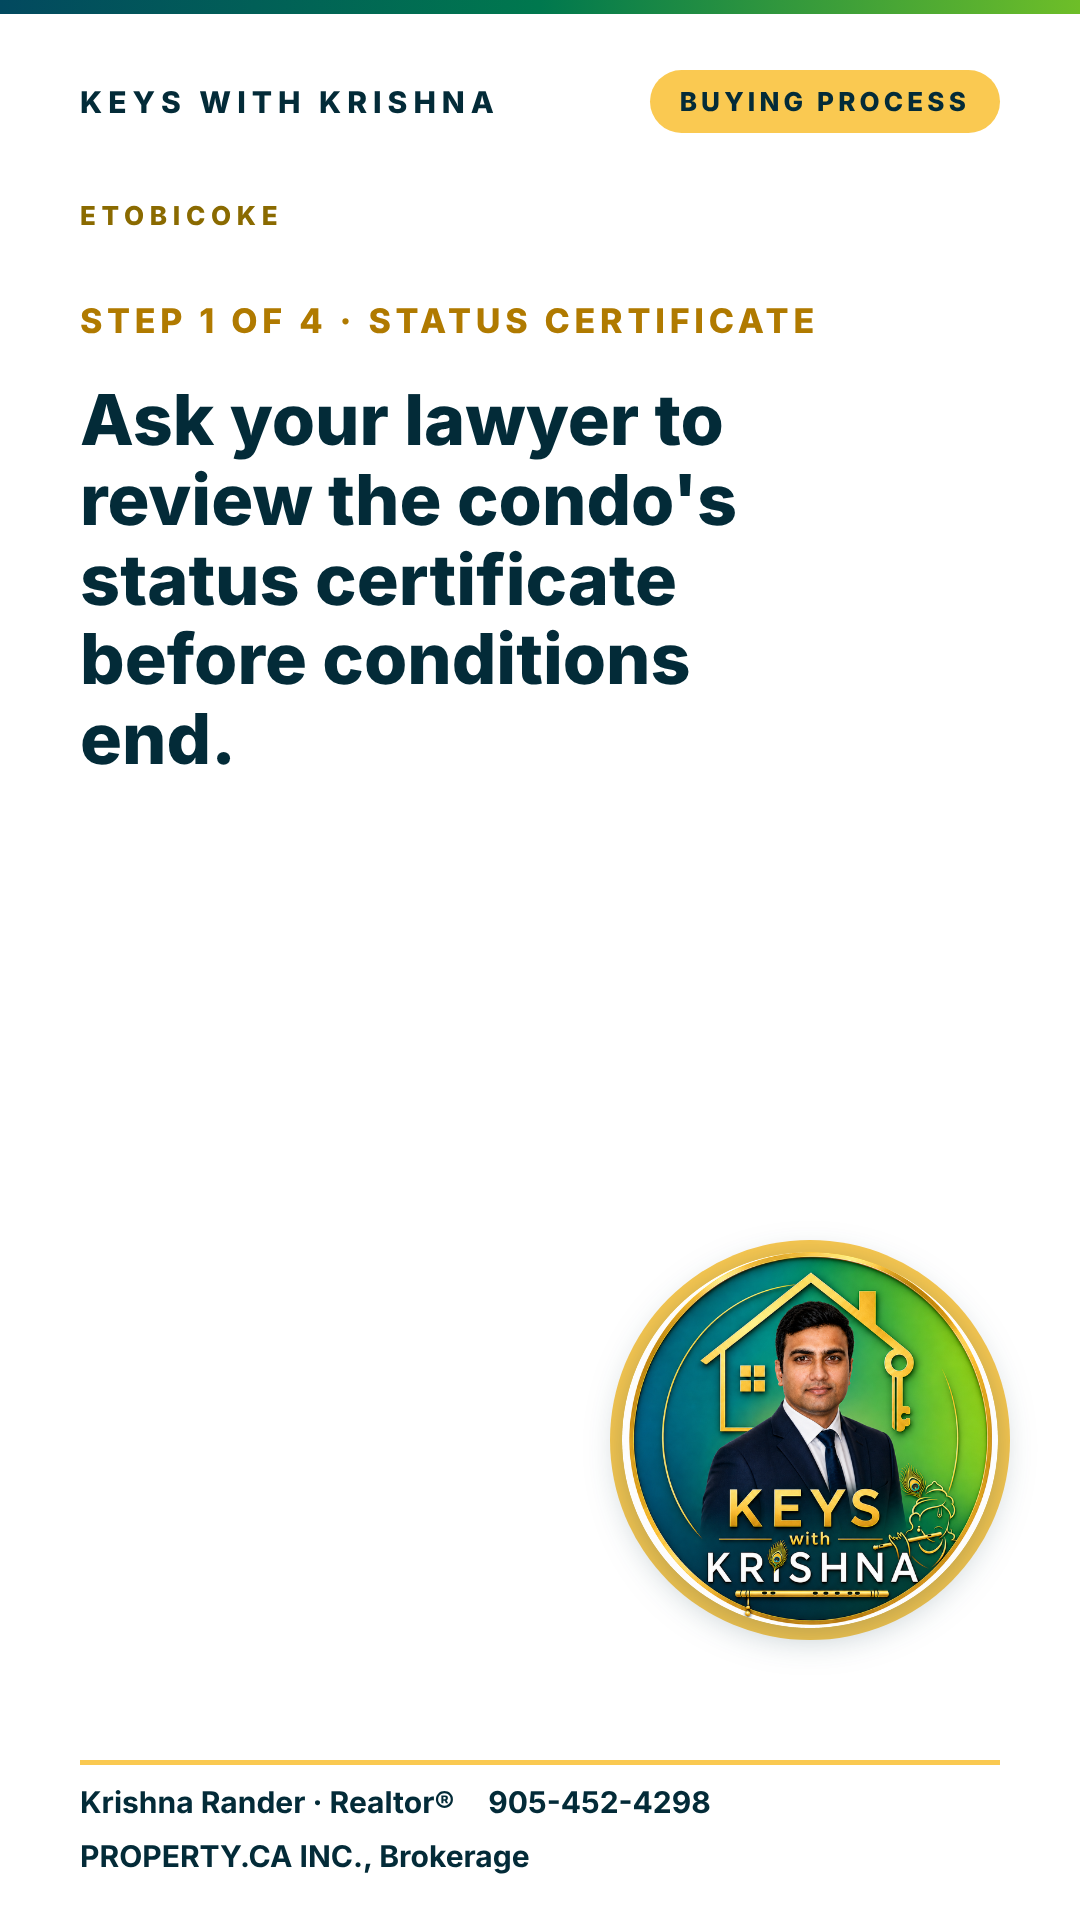 KEYS WITH KRISHNA
BUYING PROCESS
ETOBICOKE
STEP 1 OF 4 · STATUS CERTIFICATE
Ask your lawyer to
review the condo's
status certificate
before conditions
end.
KEYS
with
KRISHNA
Krishna Rander · Realtor® 905-452-4298
PROPERTY.CA INC., Brokerage